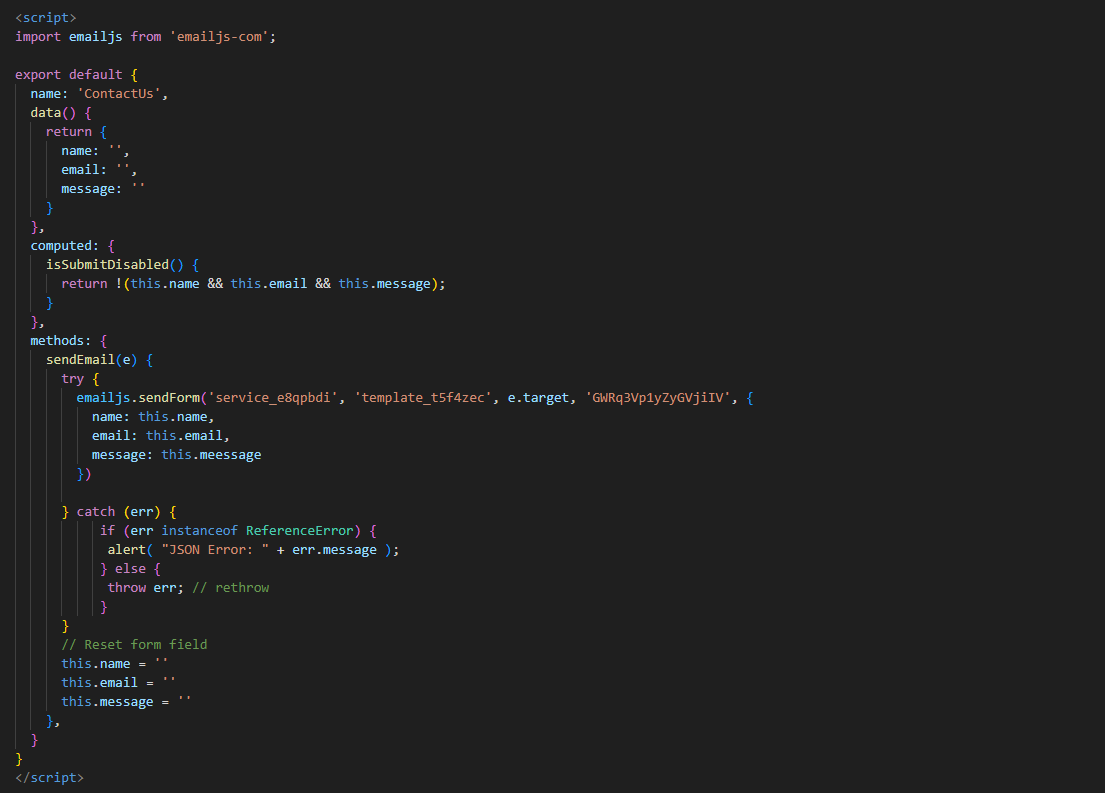 <script>
import emailjs from 'emailjs-com';
export default {
name: 'ContactUs',
data() {
return {
name: '',
email: '',
message: ''
}
},
computed: {
isSubmitDisabled() {
return !(this.name && this.email && this.message);
}
},
methods: {
sendEmail(e) {
try {
emailjs.sendForm('service_e8qpbdi', 'template_t5f4zec', e.target, 'GWRq3Vp1yZyGVjiIV', {
name: this.name,
email: this.email,
message: this.meessage
})
} catch (err) {
if (err instanceof ReferenceError) {
alert( "JSON Error: " + err.message );
} else {
throw err; // rethrow
}
}
// Reset form field
this.name = ''
this.email = ''
this.message = ''
},
}
}
</script>